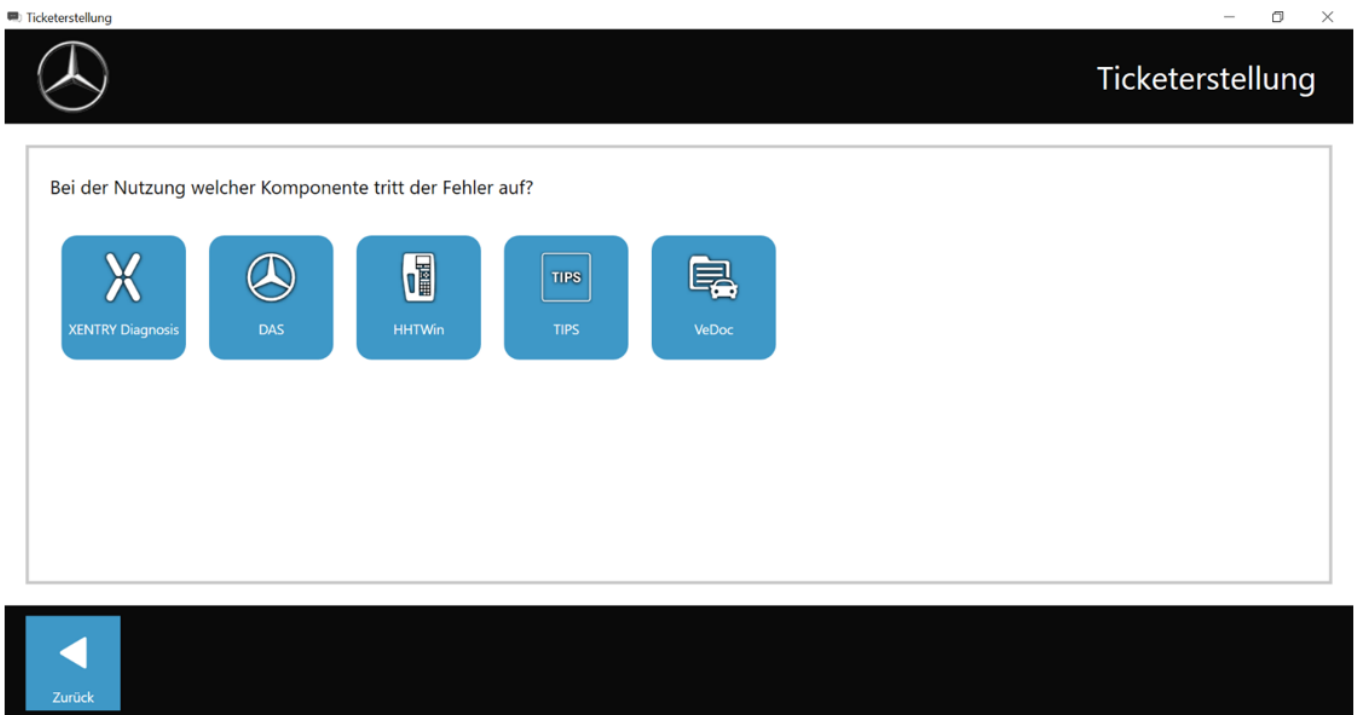 Ticketerstellung
Ticketerstellung
Bei der Nutzung welcher Komponente tritt der Fehler auf?
TIPS
XENTRY Diagnosis
DAS
HHTWin
TIPS
VeDoc
Zurück